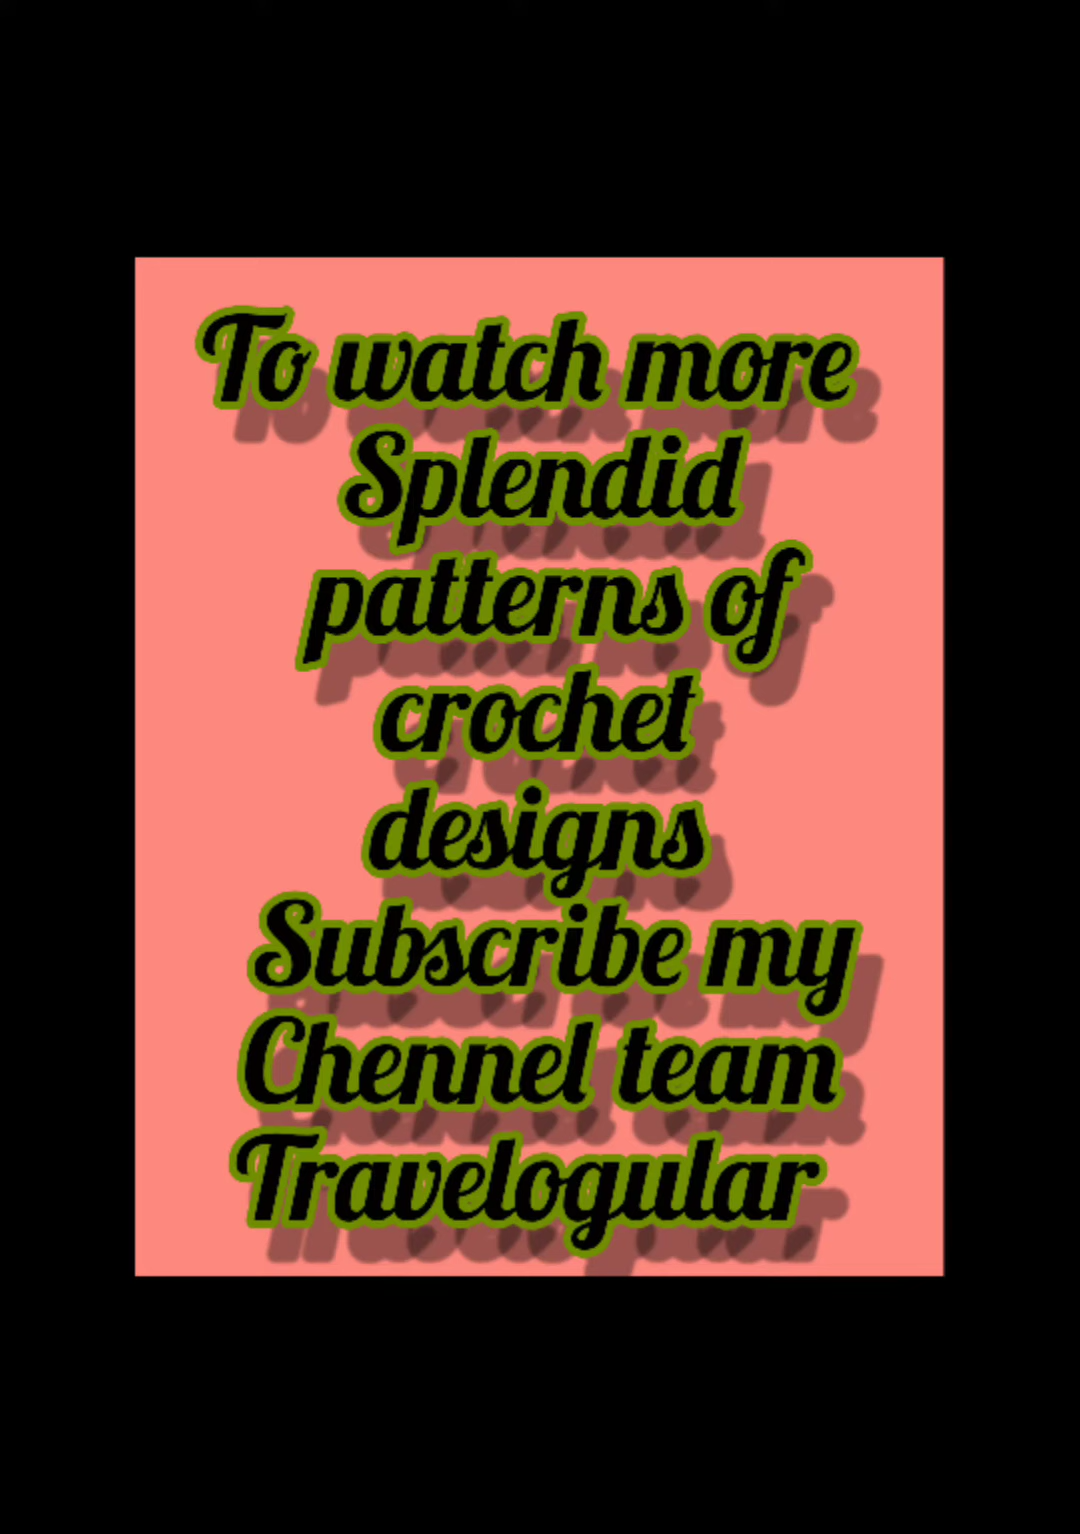 To watch more
Splendid
patterns of
crochet
designs
Subscribe my
Chennel team
Travelogular